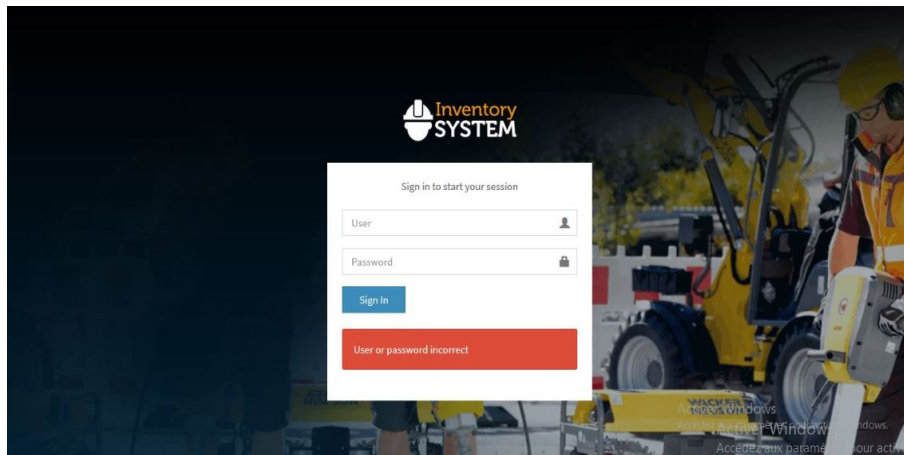 Inventory
SYSTEM
Sign in to start your session
User
Password
Sign In
User or password incorrect
WACKER
Activer Windows
Activer Windows
Accédez aux paramètres pour activ